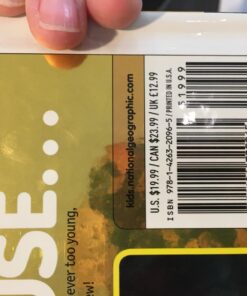 USE...
ever too young,
w!
kids.nationalgeographic.com
U.S. $19.99 / CAN $23.99 / UK £12.99
ISBN 978-1-4263-2096-5 / PRINTED IN U.S.A.
51999